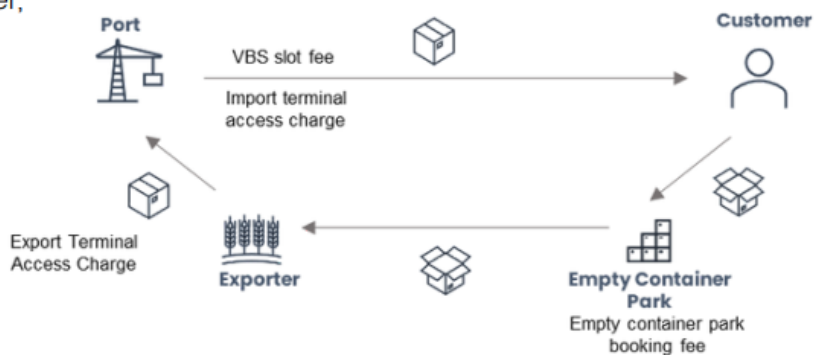 er,
Port
Customer
VBS slot fee
Import terminal
access charge
Export Terminal
Access Charge
Exporter
Empty Container
Park
Empty container park
booking fee